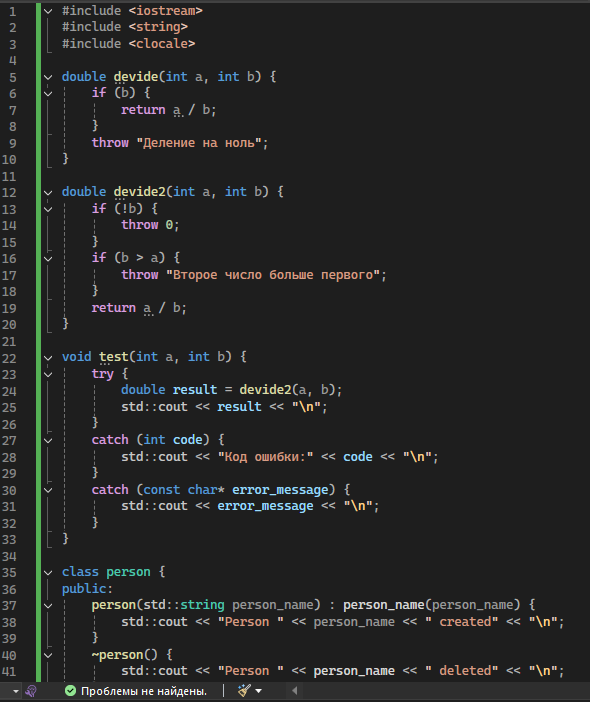 1 #include <iostream>
2 #include <string>
3 #include <clocale>
4
5 double devide(int a, int b) {
6 if (b) {
7 return a / b;
8 }
9 throw "Деление на ноль";
10 }
11
12 double devide2(int a, int b) {
13 if (!b) {
14 throw 0;
15 }
16 if (b > a) {
17 throw "Второе число больше первого";
18 }
19 return a / b;
20 }
21
22 void test(int a, int b) {
23 try {
24 double result = devide2(a, b);
25 std::cout << result << "\n";
26 }
27 catch (int code) {
28 std::cout << "Код ошибки:" << code << "\n";
29 }
30 catch (const char* error_message) {
31 std::cout << error_message << "\n";
32 }
33 }
34
35 class person {
36 public:
37 person(std::string person_name) : person_name(person_name) {
38 std::cout << "Person " << person_name << " created" << "\n";
39 }
40 ~person() {
41 std::cout << "Person " << person_name << " deleted" << "\n";
Проблемы не найдены.